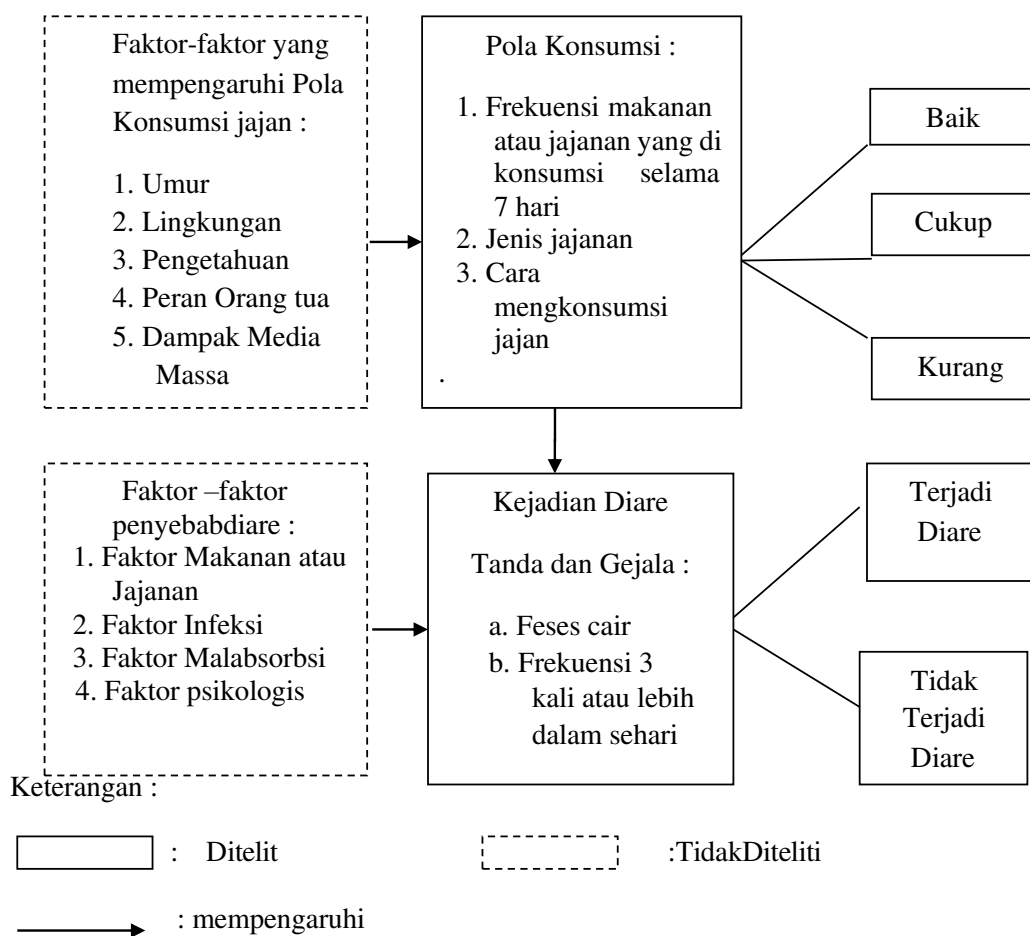 Faktor-faktor yang
mempengaruhi Pola
Konsumsi jajan :
1. Umur
2. Lingkungan
3. Pengetahuan
4. Peran Orang tua
5. Dampak Media
Massa
Pola Konsumsi :
1. Frekuensi makanan
atau jajanan yang di
konsumsi selama
7 hari
2. Jenis jajanan
3. Cara
mengkonsumsi
jajan
.
Baik
Cukup
Kurang
Faktor –faktor
penyebabdiare :
1. Faktor Makanan atau
Jajanan
2. Faktor Infeksi
3. Faktor Malabsorbsi
4. Faktor psikologis
Kejadian Diare
Tanda dan Gejala :
a. Feses cair
b. Frekuensi 3
kali atau lebih
dalam sehari
Terjadi
Diare
Tidak
Terjadi
Diare
Keterangan :
: Ditelit
:TidakDiteliti
: mempengaruhi